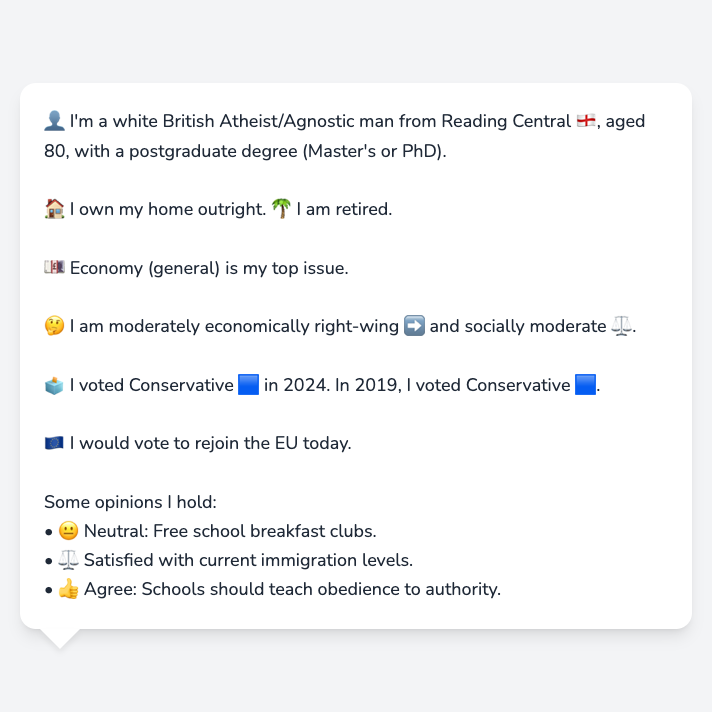 👤 I'm a white British Atheist/Agnostic man from Reading Central 🏴󠁧󠁢󠁥󠁮󠁧󠁿, aged
80, with a postgraduate degree (Master's or PhD).
🏠 I own my home outright. 🌴 I am retired.
💷 Economy (general) is my top issue.
🤔 I am moderately economically right-wing ➡️ and socially moderate ⚖️.
🗳️ I voted Conservative 🟦 in 2024. In 2019, I voted Conservative 🟦.
🇪🇺 I would vote to rejoin the EU today.
Some opinions I hold:
• 😐 Neutral: Free school breakfast clubs.
• ⚖️ Satisfied with current immigration levels.
• 👍 Agree: Schools should teach obedience to authority.